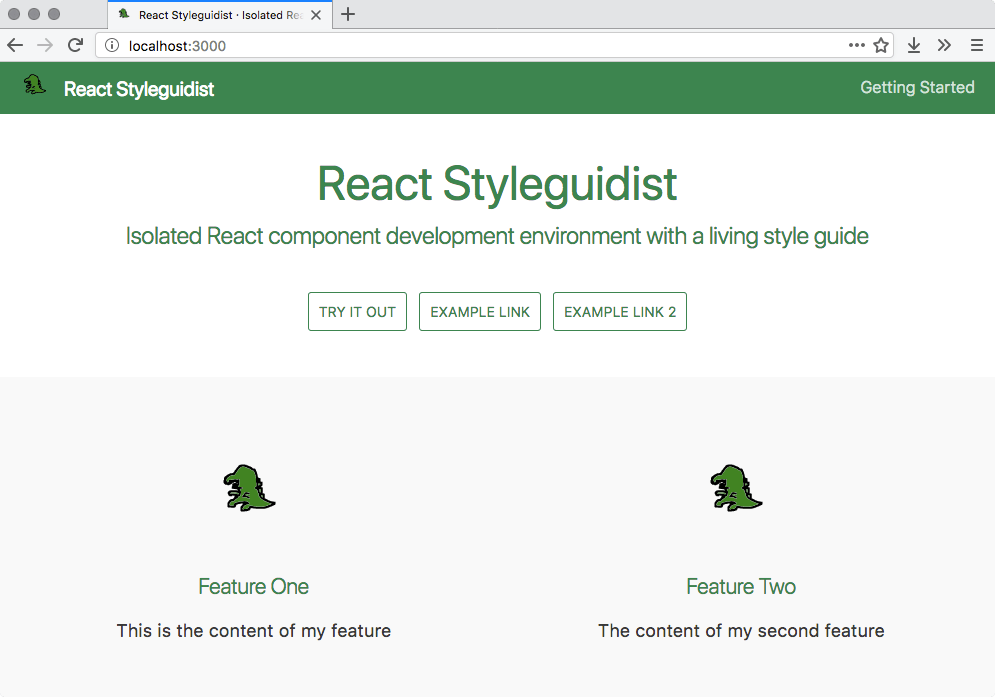 React Styleguidist · Isolated Rea
localhost:3000
React Styleguidist
Getting Started
React Styleguidist
Isolated React component development environment with a living style guide
TRY IT OUT
EXAMPLE LINK
EXAMPLE LINK 2
Feature One
Feature Two
This is the content of my feature
The content of my second feature